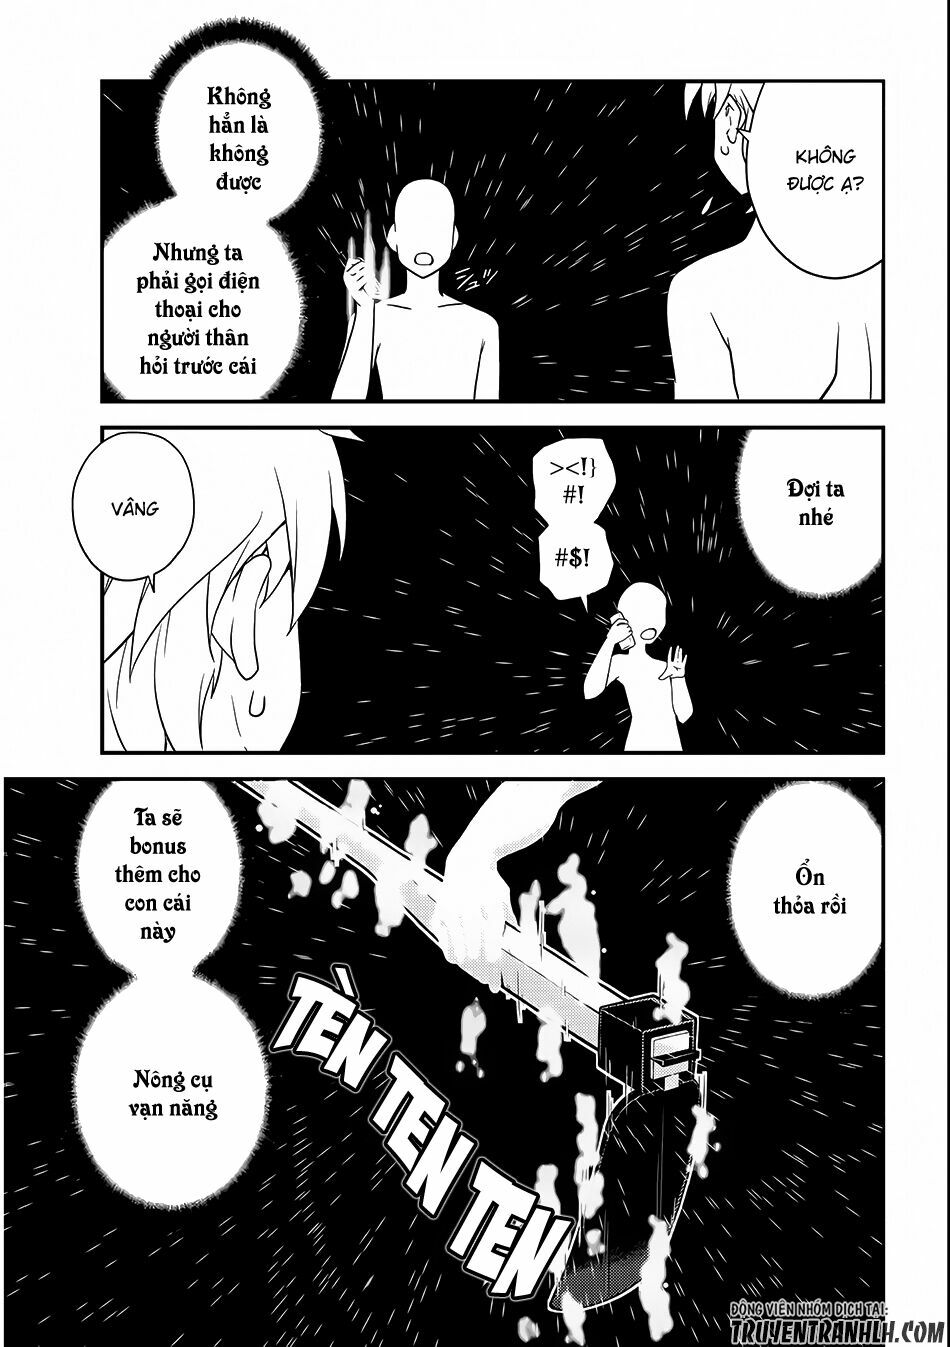 KHÔNG
ĐƯỢC Ạ?
Không
hẳn là
không
được
Nhưng ta
phải gọi điện
thoại cho
người thân
hỏi trước cái
Đợi ta
nhé
><!}
#!
#$!
VÂNG
Ổn
thỏa rồi
Ta sẽ
bonus
thêm cho
con cái
này
Nông cụ
vạn năng
TÈN TEN TEN
ĐỘNG VIÊN NHÓM DỊCH TẠI:
TRUYENTRANHLH.COM